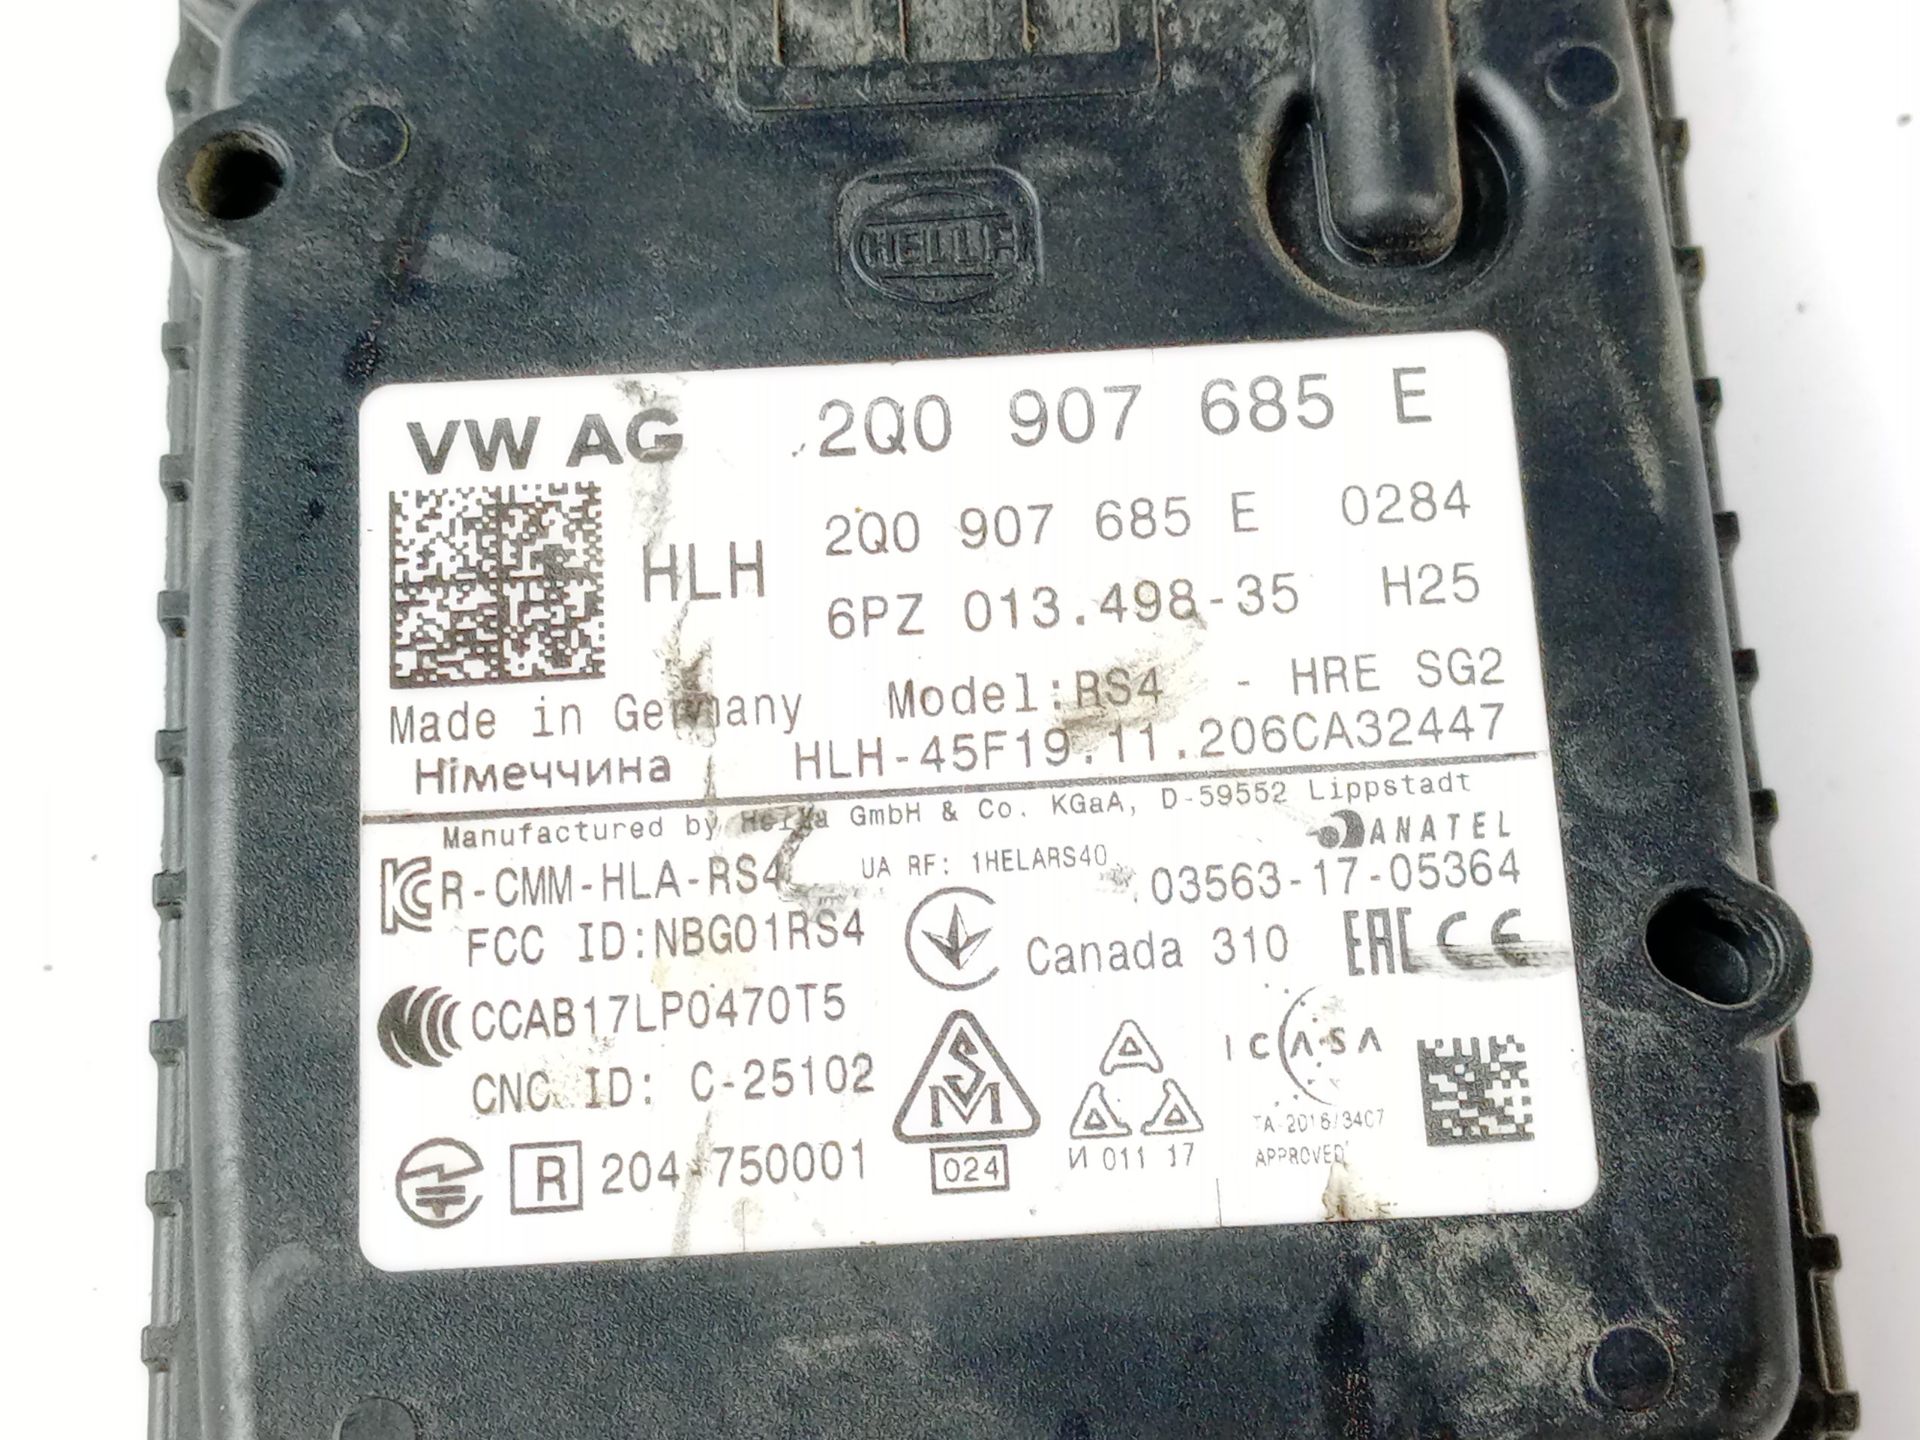 HELLA
VW AG 2Q0 907 685 E
HLH 2Q0 907 685 E 0284
6PZ 013.498-35 H25
Made in Germany Model:RS4 - HRE SG2
Німеччина HLH-45F19.11.206CA32447
Manufactured by Hella GmbH & Co. KGaA, D-59552 Lippstadt
R-CMM-HLA-RS4 UA RF: 1HELARS40 ANATEL
03563-17-05364
FCC ID:NBG01RS4 Canada 310 EAC CE
CCAB17LP0470T5
CNC ID: C-25102 SM ICASA
R 204-750001 024 И 011 17 TA-2016/3407
APPROVED